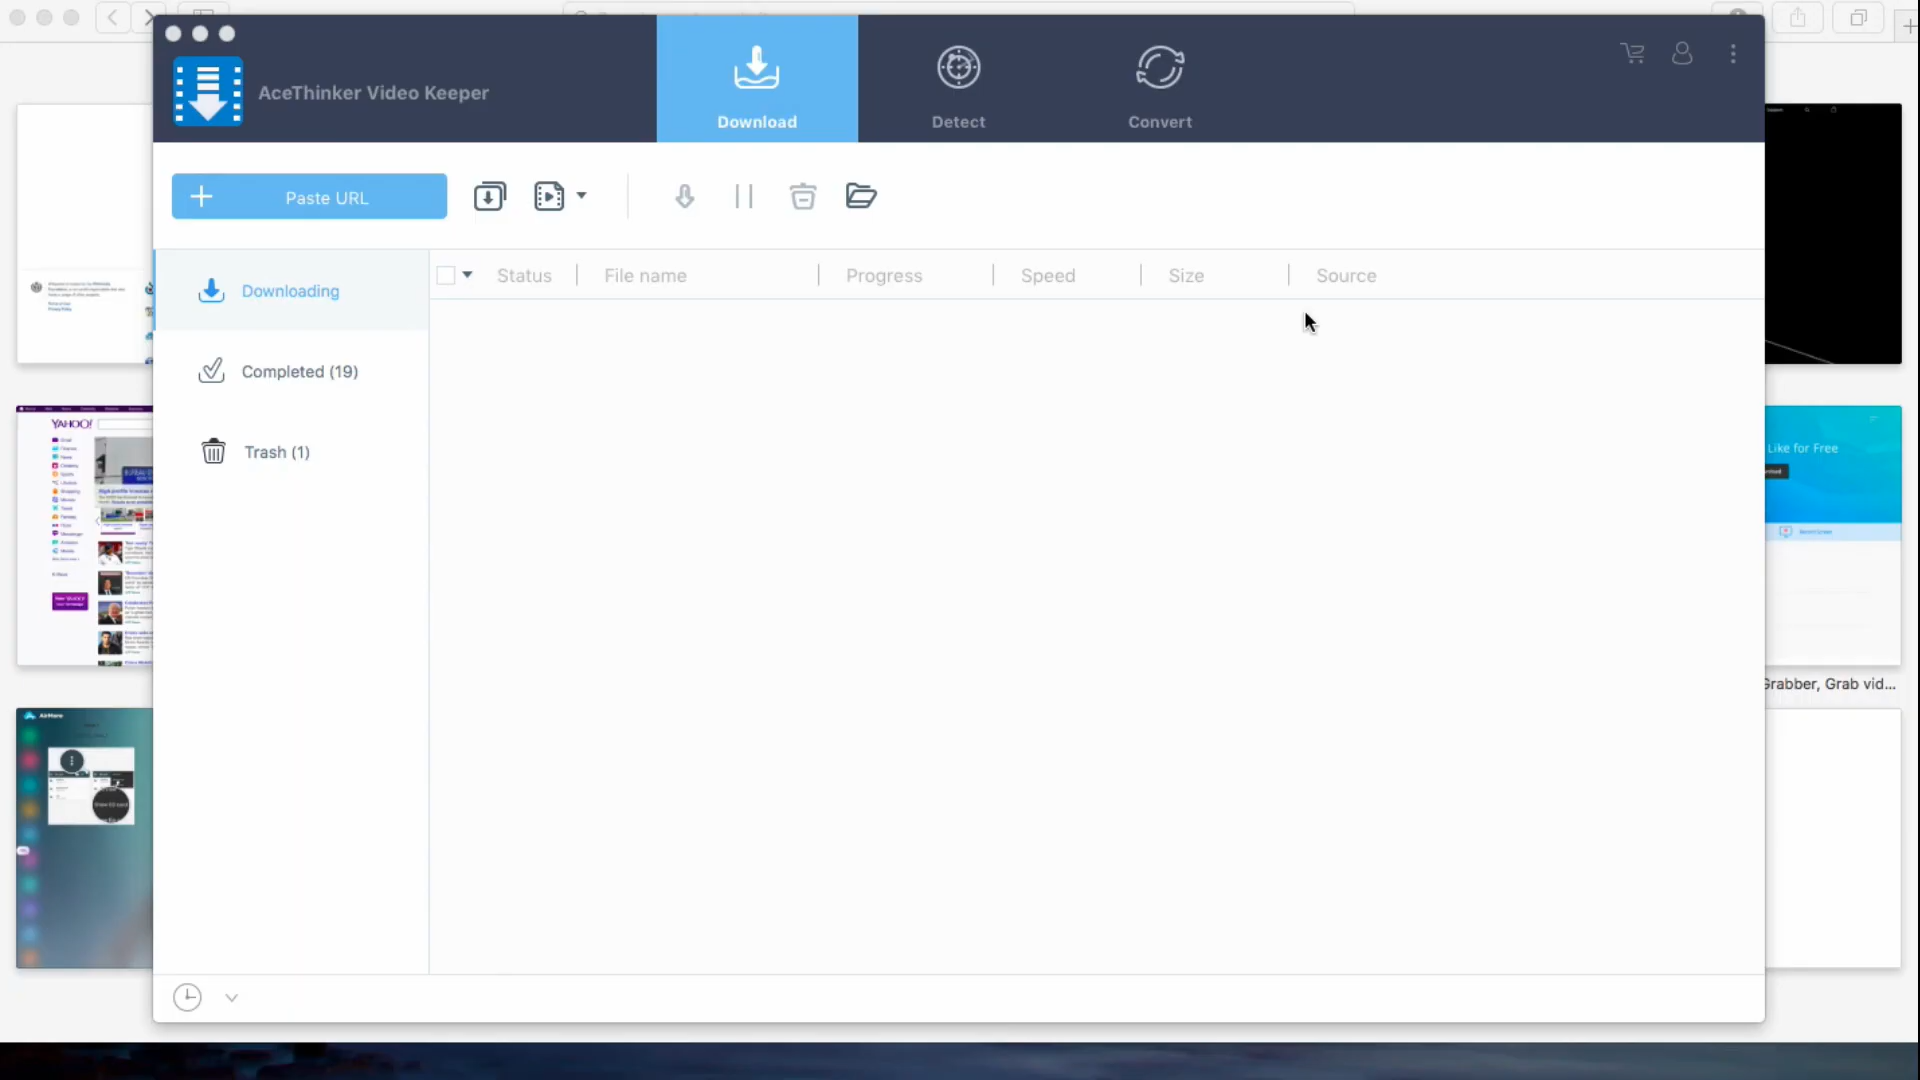 AceThinker Video Keeper
Download
Detect
Convert
Paste URL
Downloading
Status
File name
Progress
Speed
Size
Source
Completed (19)
Trash (1)
YAHOO!
Like for Free
Grabber, Grab vid...